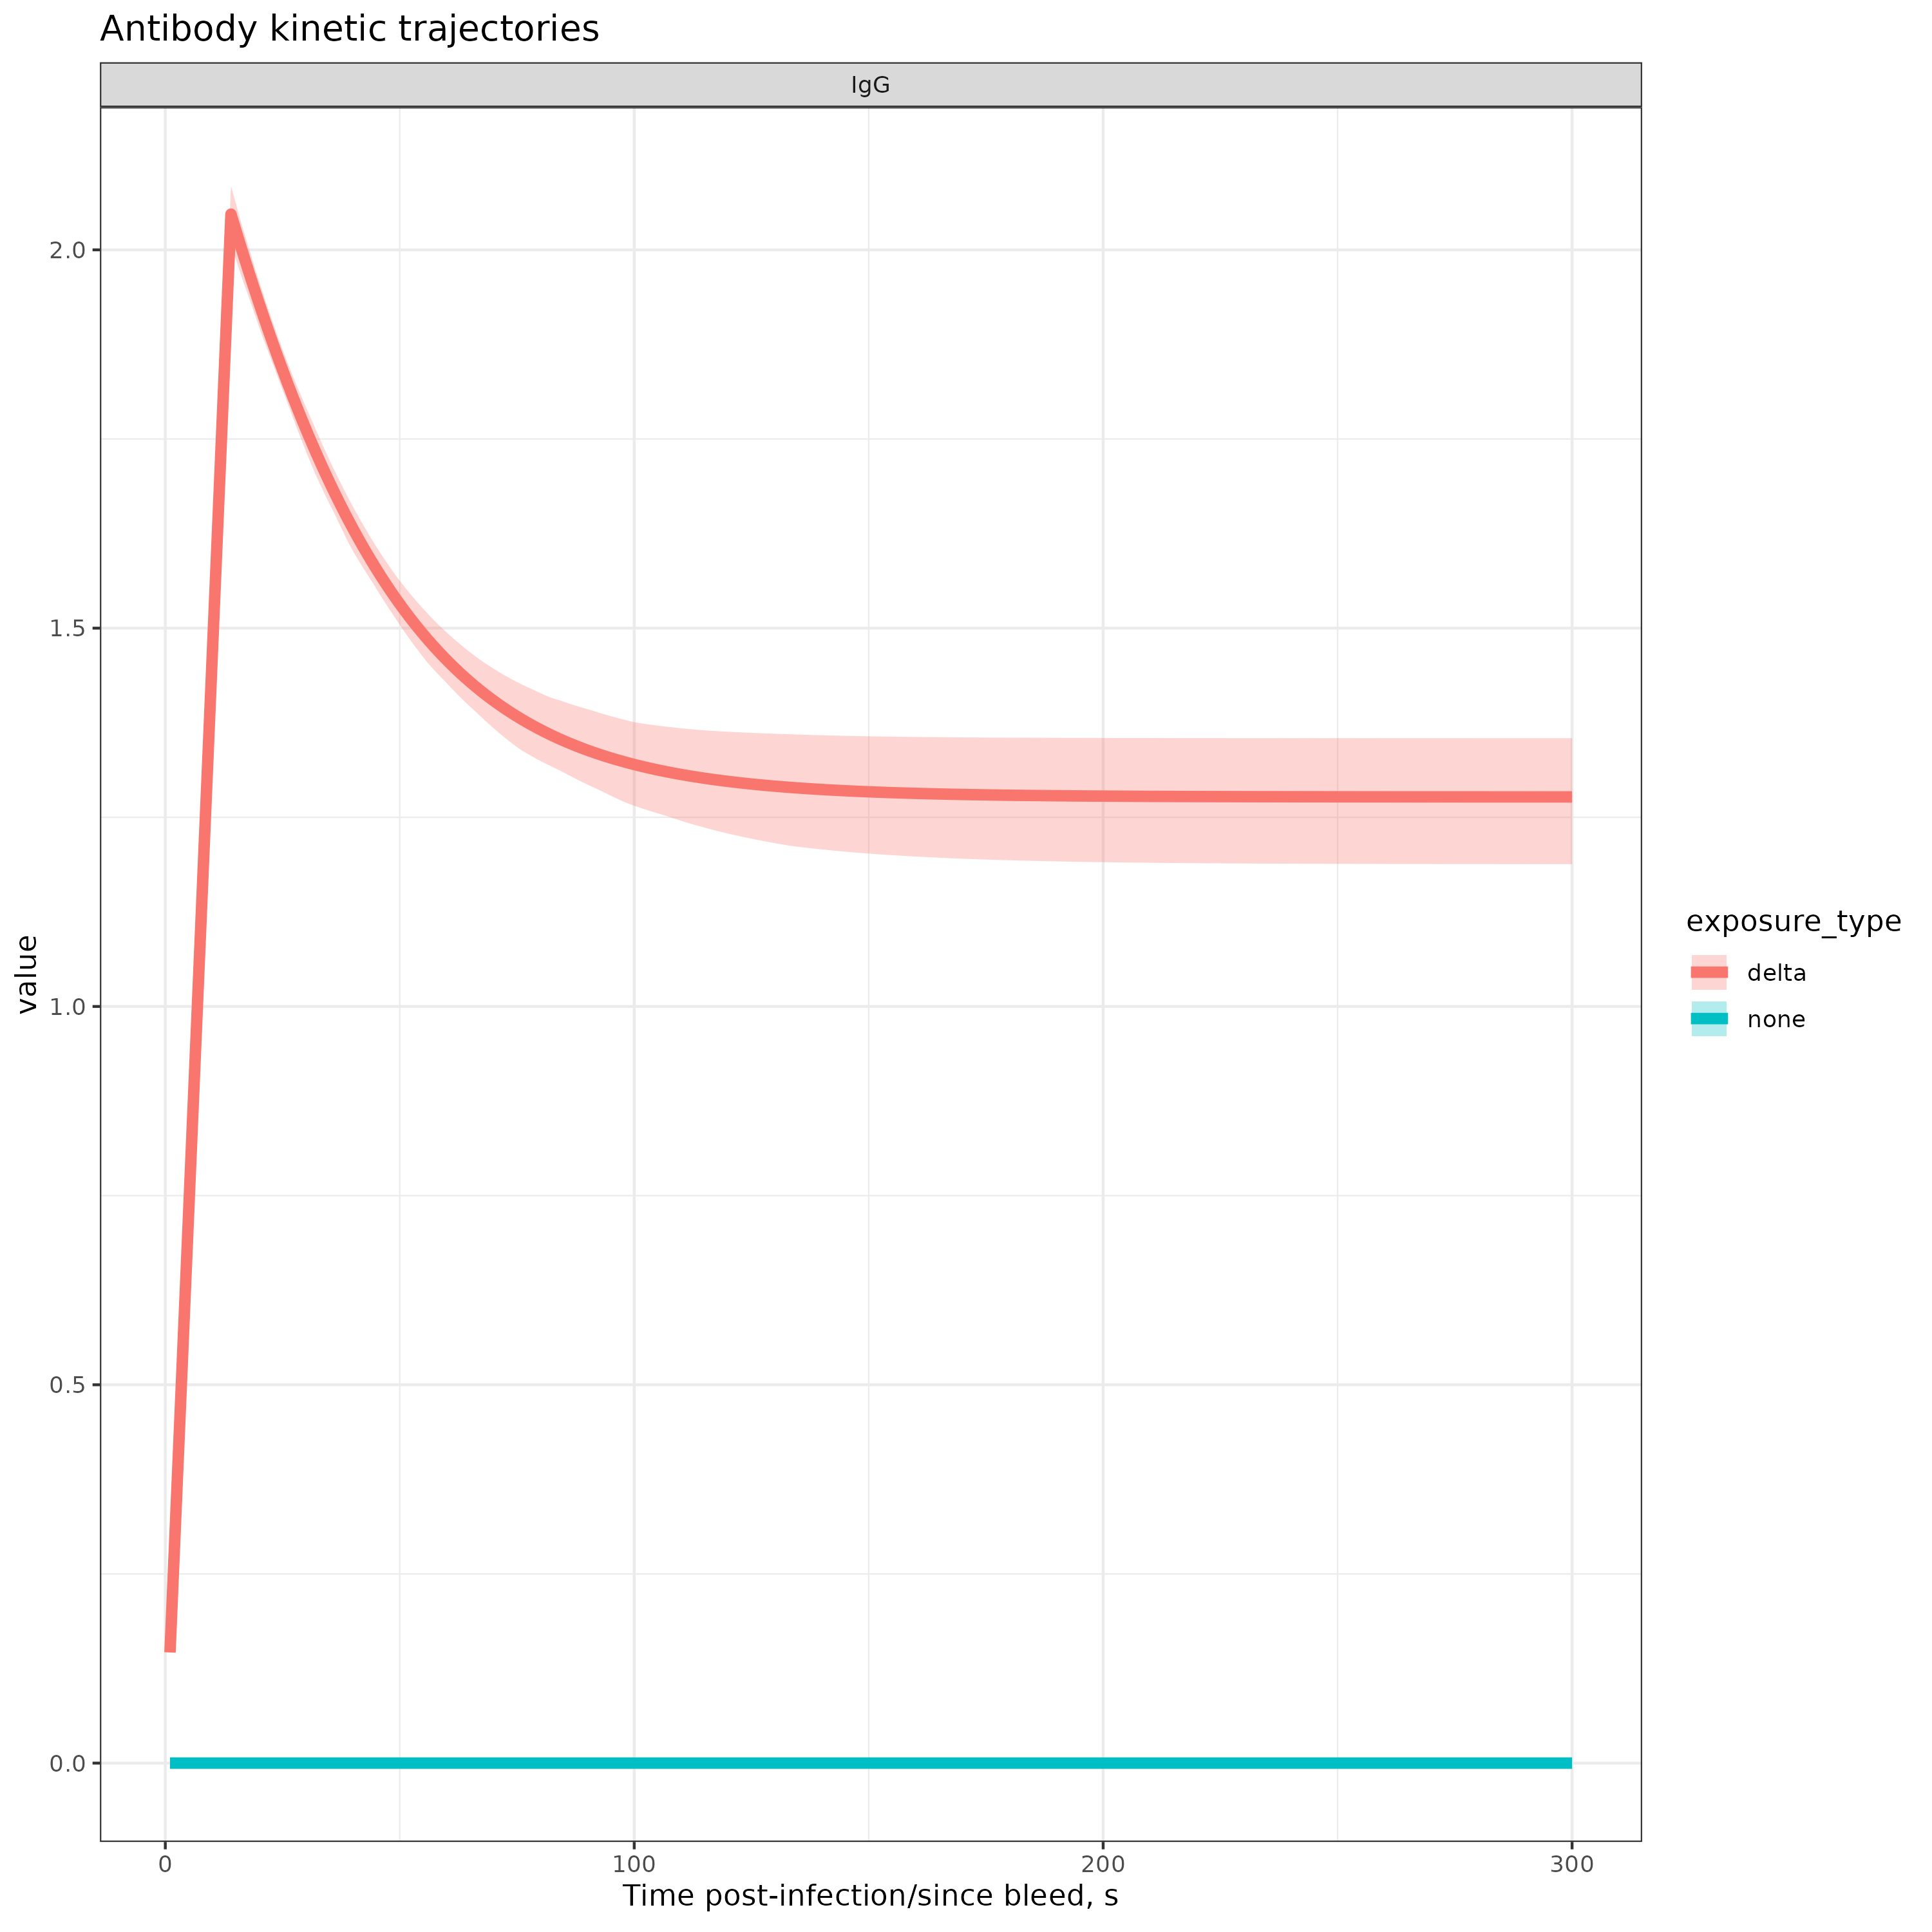 Antibody kinetic trajectories
IgG
2.0
1.5
1.0
0.5
0.0
value
0 100 200 300
Time post-infection/since bleed, s
exposure_type
delta
none